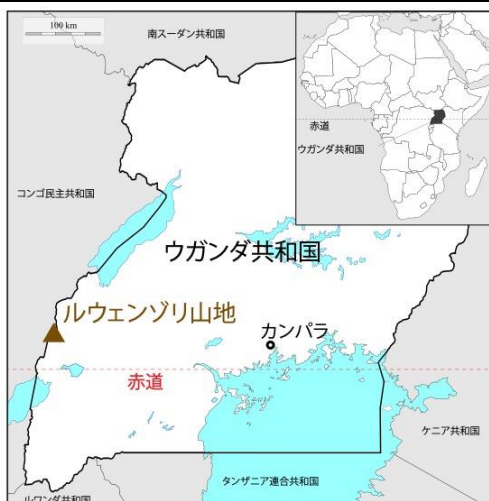 100 km
南スーダン共和国
赤道
ウガンダ共和国
コンゴ民主共和国
ウガンダ共和国
ルウェンゾリ山地
カンパラ
赤道
ケニア共和国
タンザニア連合共和国
ルワンダ共和国